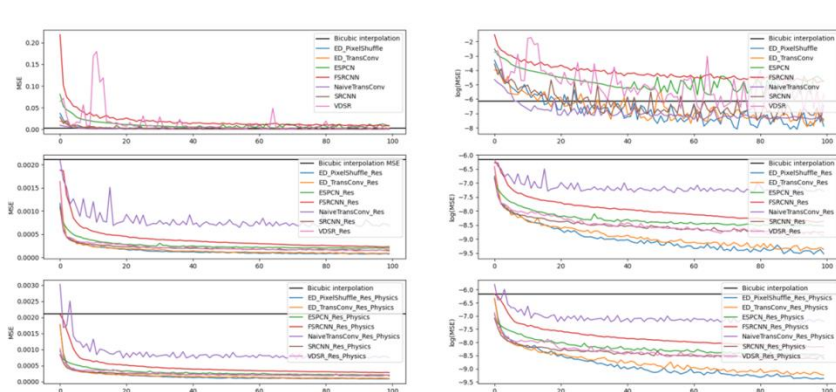 MSE
0.20
0.15
0.10
0.05
0.00
0 20 40 60 80 100
Bicubic interpolation
ED_PixelShuffle
ED_TransConv
ESPCN
FSRCNN
NaiveTransConv
SRCNN
VDSR
log(MSE)
−2
−3
−4
−5
−6
−7
−8
0 20 40 60 80 100
Bicubic interpolation
ED_PixelShuffle
ED_TransConv
ESPCN
FSRCNN
NaiveTransConv
SRCNN
VDSR
MSE
0.0020
0.0015
0.0010
0.0005
0.0000
0 20 40 60 80 100
Bicubic interpolation MSE
ED_PixelShuffle_Res
ED_TransConv_Res
ESPCN_Res
FSRCNN_Res
NaiveTransConv_Res
SRCNN_Res
VDSR_Res
log(MSE)
−6.0
−6.5
−7.0
−7.5
−8.0
−8.5
−9.0
−9.5
0 20 40 60 80 100
Bicubic interpolation
ED_PixelShuffle_Res
ED_TransConv_Res
ESPCN_Res
FSRCNN_Res
NaiveTransConv_Res
SRCNN_Res
VDSR_Res
MSE
0.0030
0.0025
0.0020
0.0015
0.0010
0.0005
0.0000
0 20 40 60 80 100
Bicubic interpolation
ED_PixelShuffle_Res_Physics
ED_TransConv_Res_Physics
ESPCN_Res_Physics
FSRCNN_Res_Physics
NaiveTransConv_Res_Physics
SRCNN_Res_Physics
VDSR_Res_Physics
log(MSE)
−6.0
−6.5
−7.0
−7.5
−8.0
−8.5
−9.0
−9.5
0 20 40 60 80 100
Bicubic interpolation
ED_PixelShuffle_Res_Physics
ED_TransConv_Res_Physics
ESPCN_Res_Physics
FSRCNN_Res_Physics
NaiveTransConv_Res_Physics
SRCNN_Res_Physics
VDSR_Res_Physics